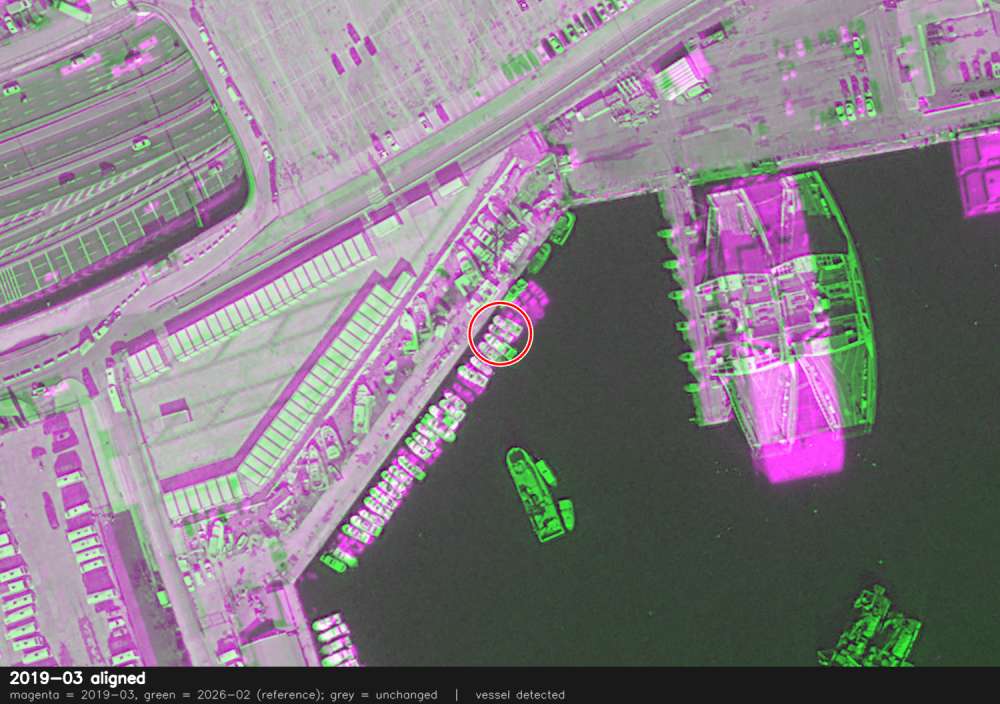 2019-03 aligned
magenta = 2019-03, green = 2026-02 (reference); grey = unchanged | vessel detected